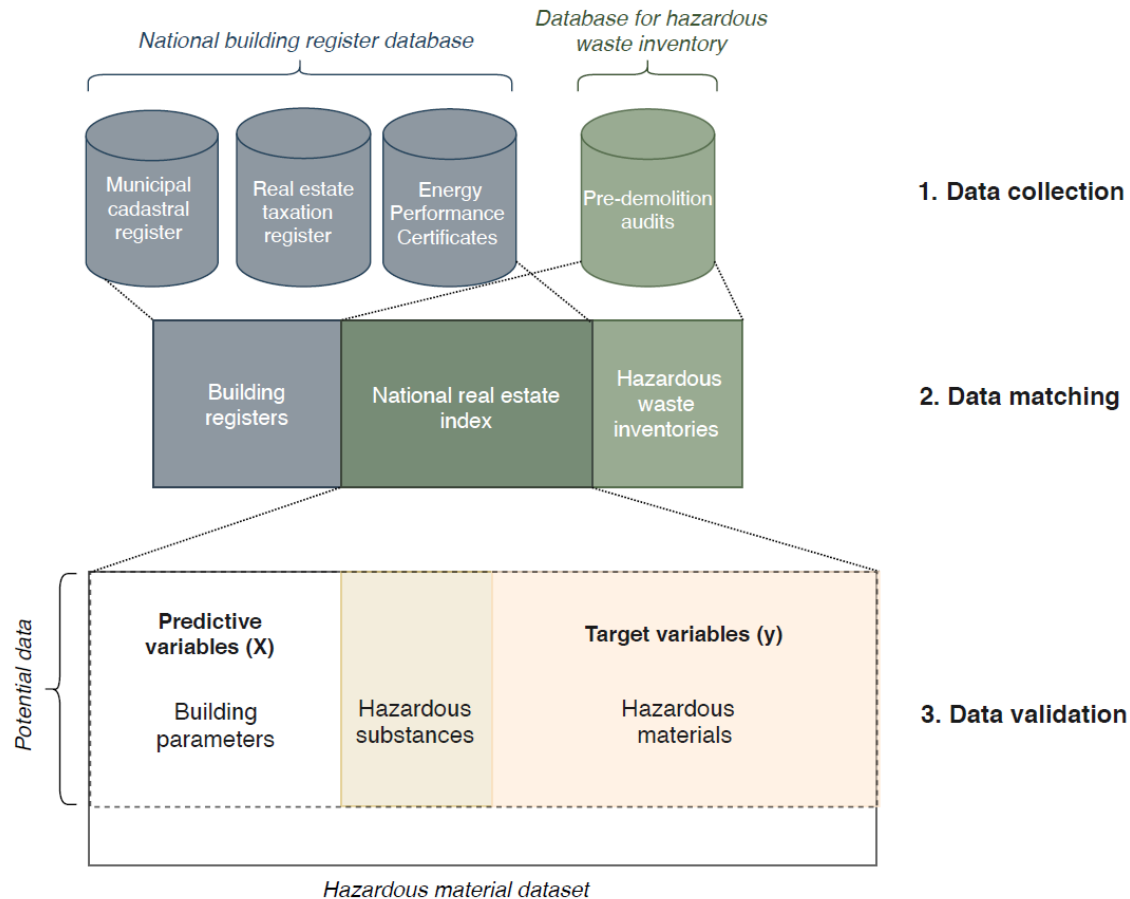 National building register database
Database for hazardous
waste inventory
Municipal
cadastral
register
Real estate
taxation
register
Energy
Performance
Certificates
Pre-demolition
audits
1. Data collection
Building
registers
National real estate
index
Hazardous
waste
inventories
2. Data matching
Potential data
Predictive
variables (X)
Building
parameters
Hazardous
substances
Target variables (y)
Hazardous
materials
3. Data validation
Hazardous material dataset